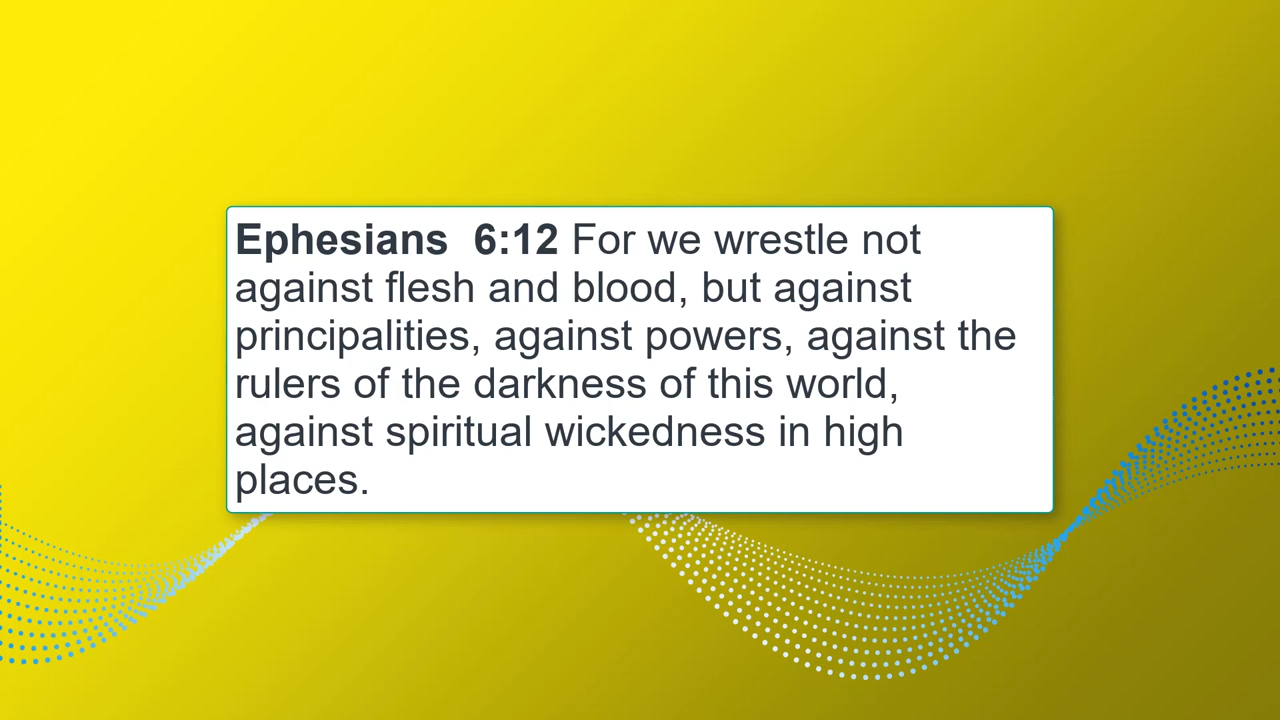 Ephesians  6:12 For we wrestle not
against flesh and blood, but against
principalities, against powers, against the
rulers of the darkness of this world,
against spiritual wickedness in high
places.